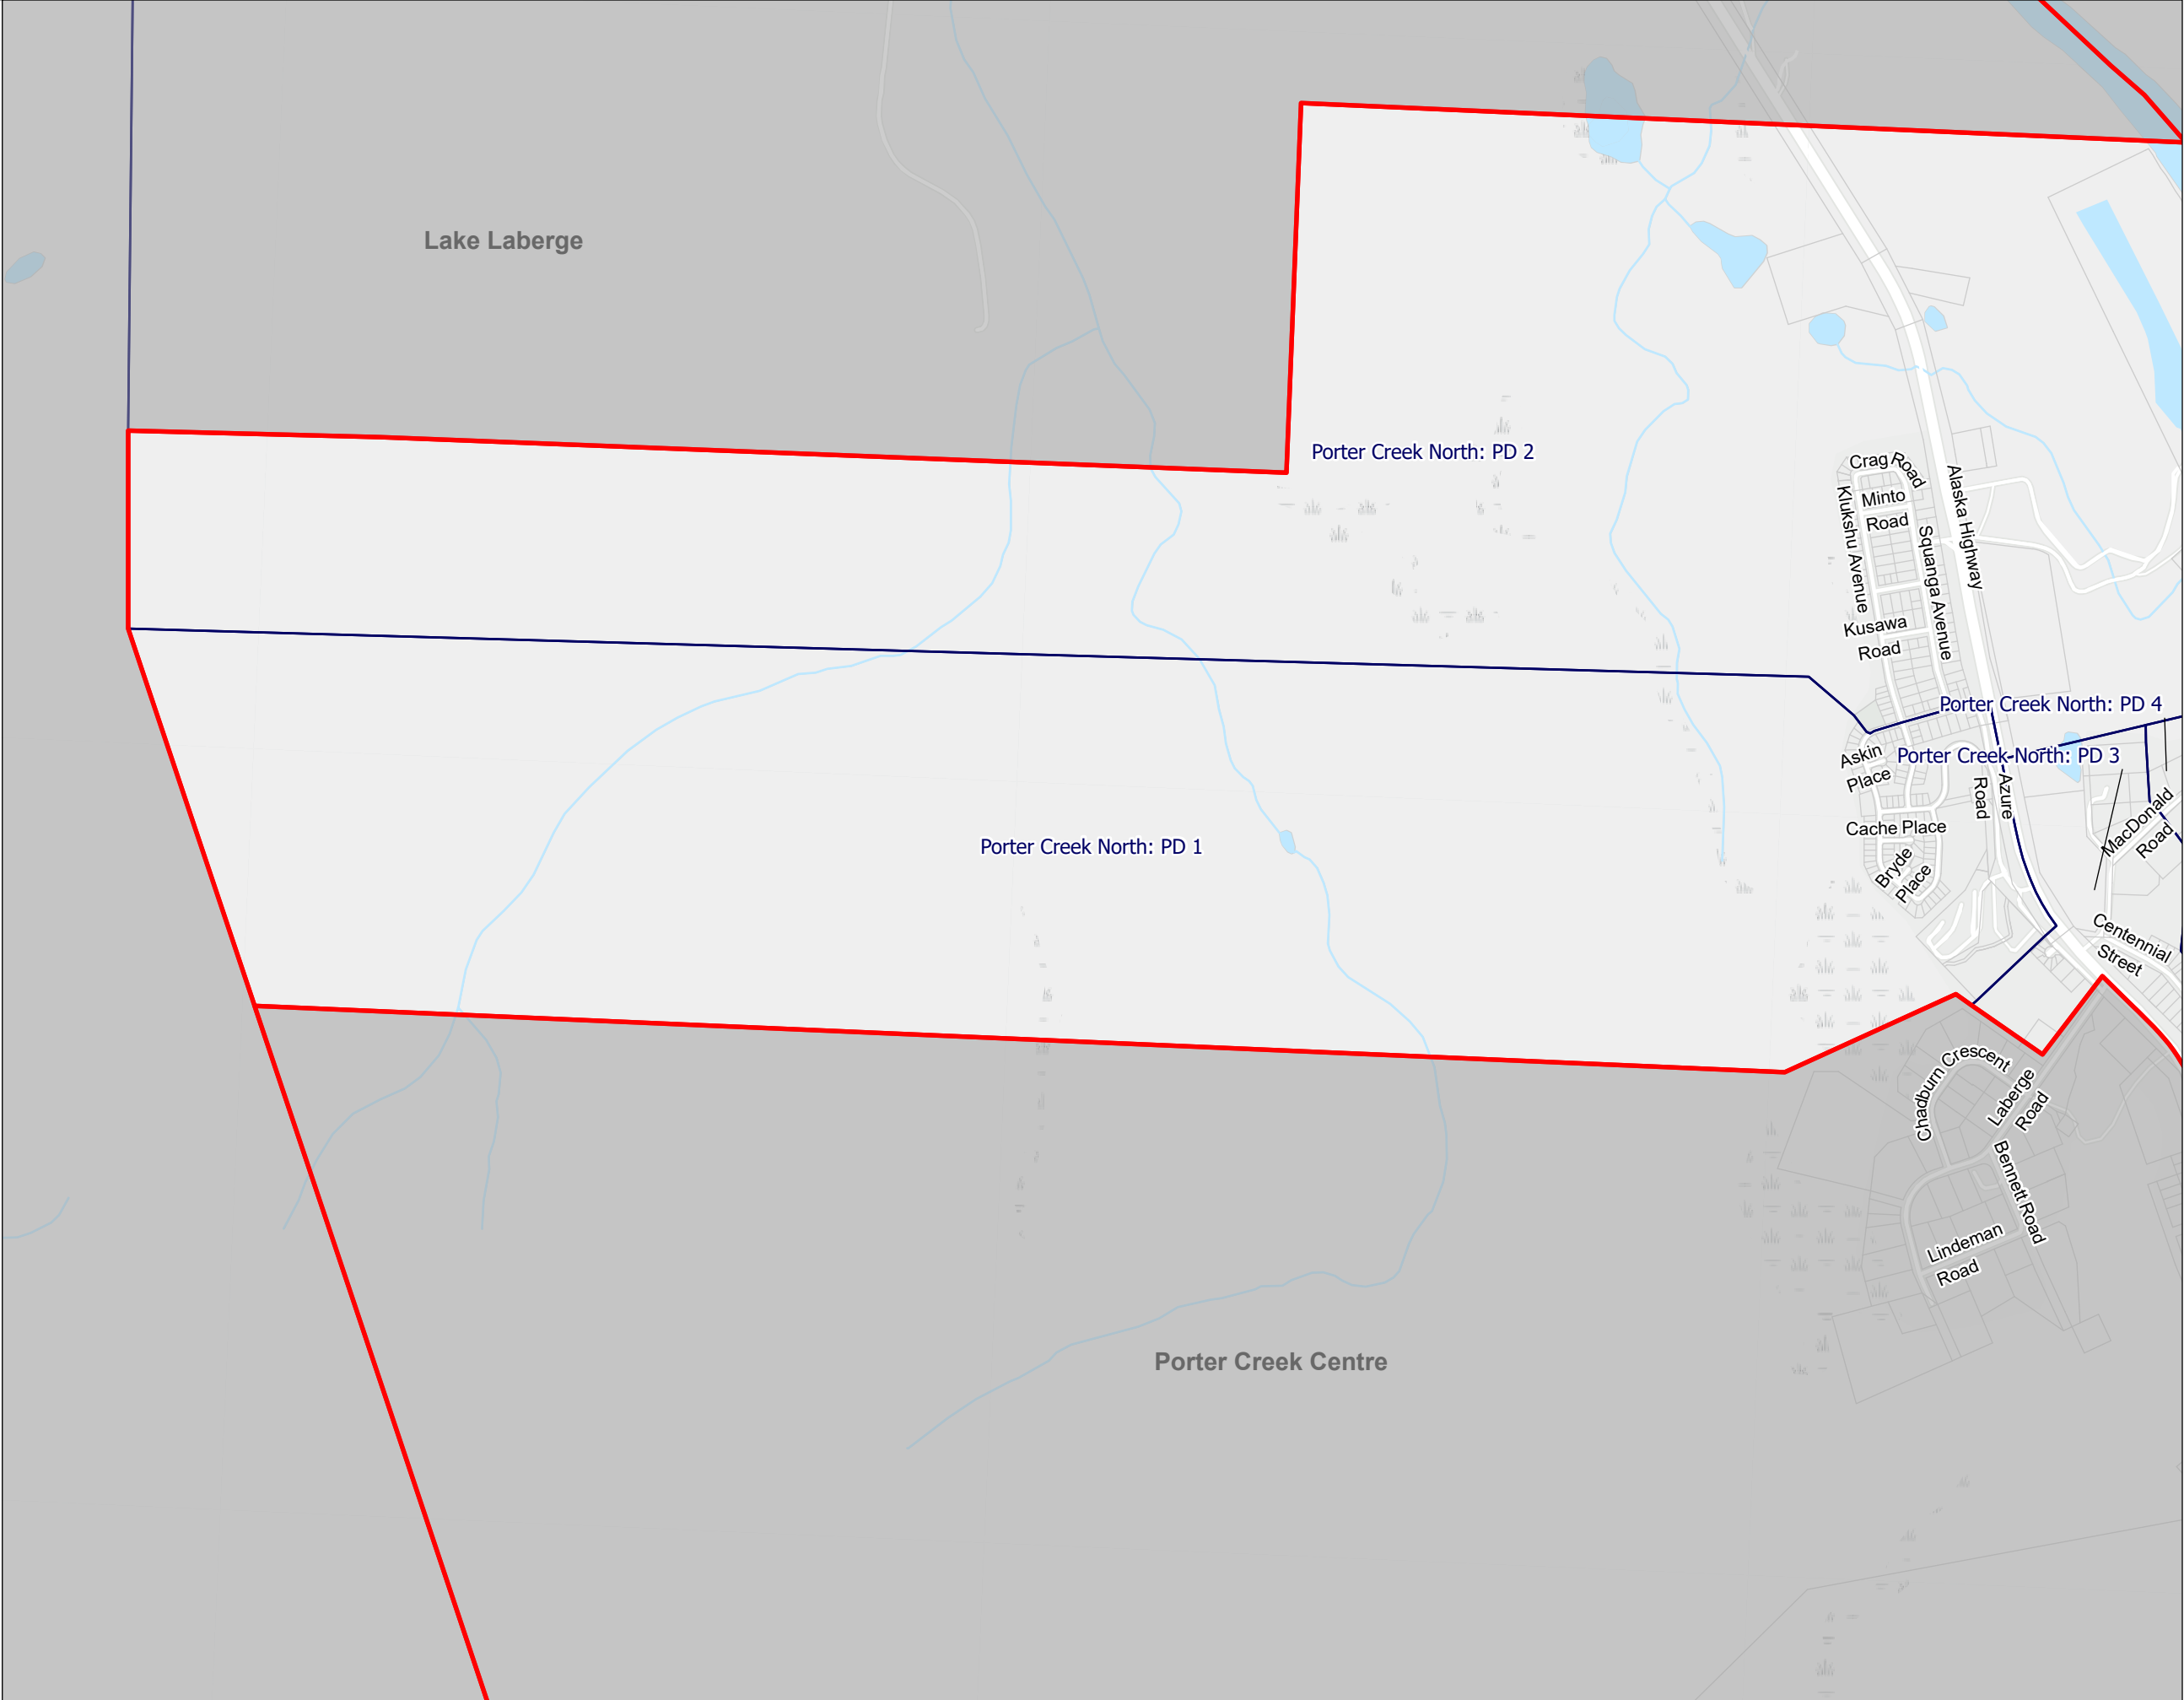 Lake Laberge
Porter Creek North: PD 2
Crag Road
Minto
Road
Klukshu Avenue
Squanga Avenue
Alaska Highway
Kusawa
Road
Porter Creek North: PD 4
Porter Creek North: PD 3
Askin
Place
Azure
Road
MacDonald
Road
Cache Place
Porter Creek North: PD 1
Bryde
Place
Centennial
Street
Chadburn Crescent
Laberge
Road
Bennett Road
Lindeman
Road
Porter Creek Centre